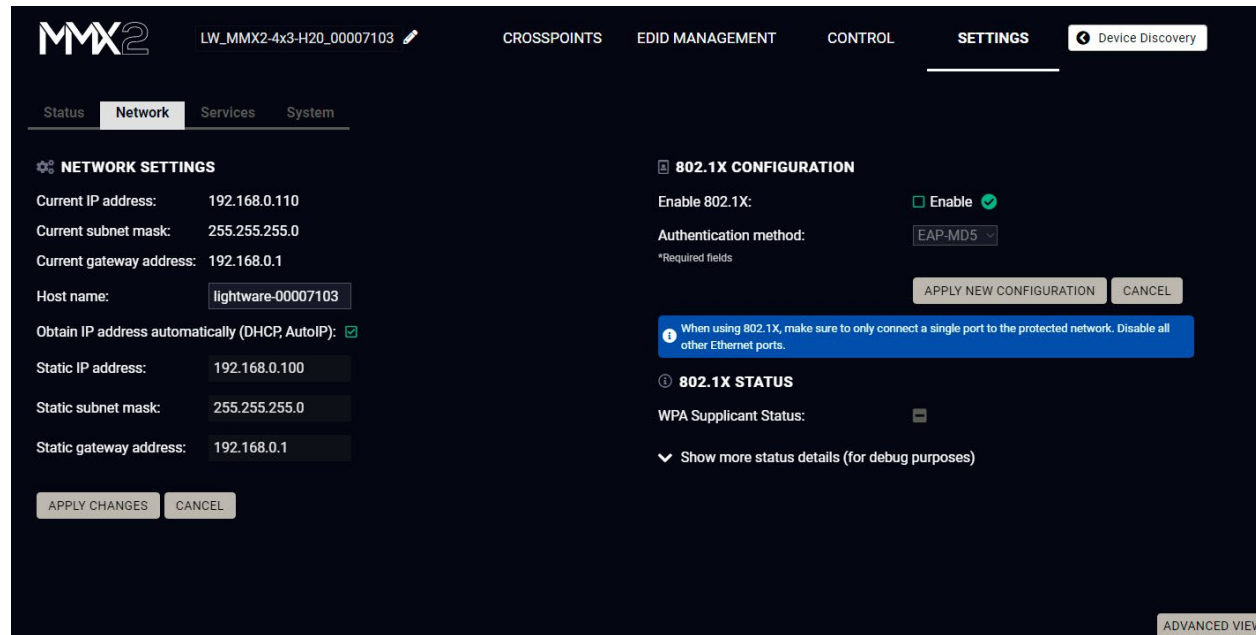 MMX2
LW_MMX2-4x3-H20_00007103
CROSSPOINTS
EDID MANAGEMENT
CONTROL
SETTINGS
Device Discovery
Status
Network
Services
System
NETWORK SETTINGS
Current IP address: 192.168.0.110
Current subnet mask: 255.255.255.0
Current gateway address: 192.168.0.1
Host name: lightware-00007103
Obtain IP address automatically (DHCP, AutoIP):
Static IP address: 192.168.0.100
Static subnet mask: 255.255.255.0
Static gateway address: 192.168.0.1
APPLY CHANGES
CANCEL
802.1X CONFIGURATION
Enable 802.1X: Enable
Authentication method: EAP-MD5
*Required fields
APPLY NEW CONFIGURATION
CANCEL
When using 802.1X, make sure to only connect a single port to the protected network. Disable all
other Ethernet ports.
802.1X STATUS
WPA Supplicant Status:
Show more status details (for debug purposes)
ADVANCED VIEW